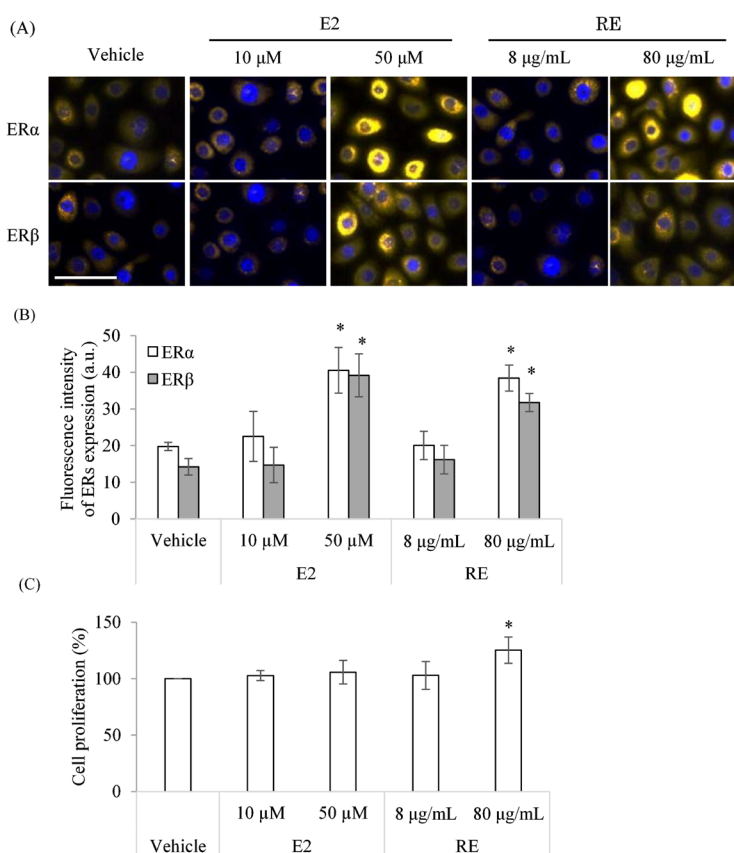 (A)
E2
RE
Vehicle
10 μM
50 μM
8 μg/mL
80 μg/mL
ERα
ERβ
(B)
Fluorescence intensity
of ERs expression (a.u.)
50
40
30
20
10
0
ERα
ERβ
*
*
*
*
Vehicle
10 μM
50 μM
8 μg/mL
80 μg/mL
E2
RE
(C)
Cell proliferation (%)
150
100
50
0
*
10 μM
50 μM
8 μg/mL
80 μg/mL
Vehicle
E2
RE